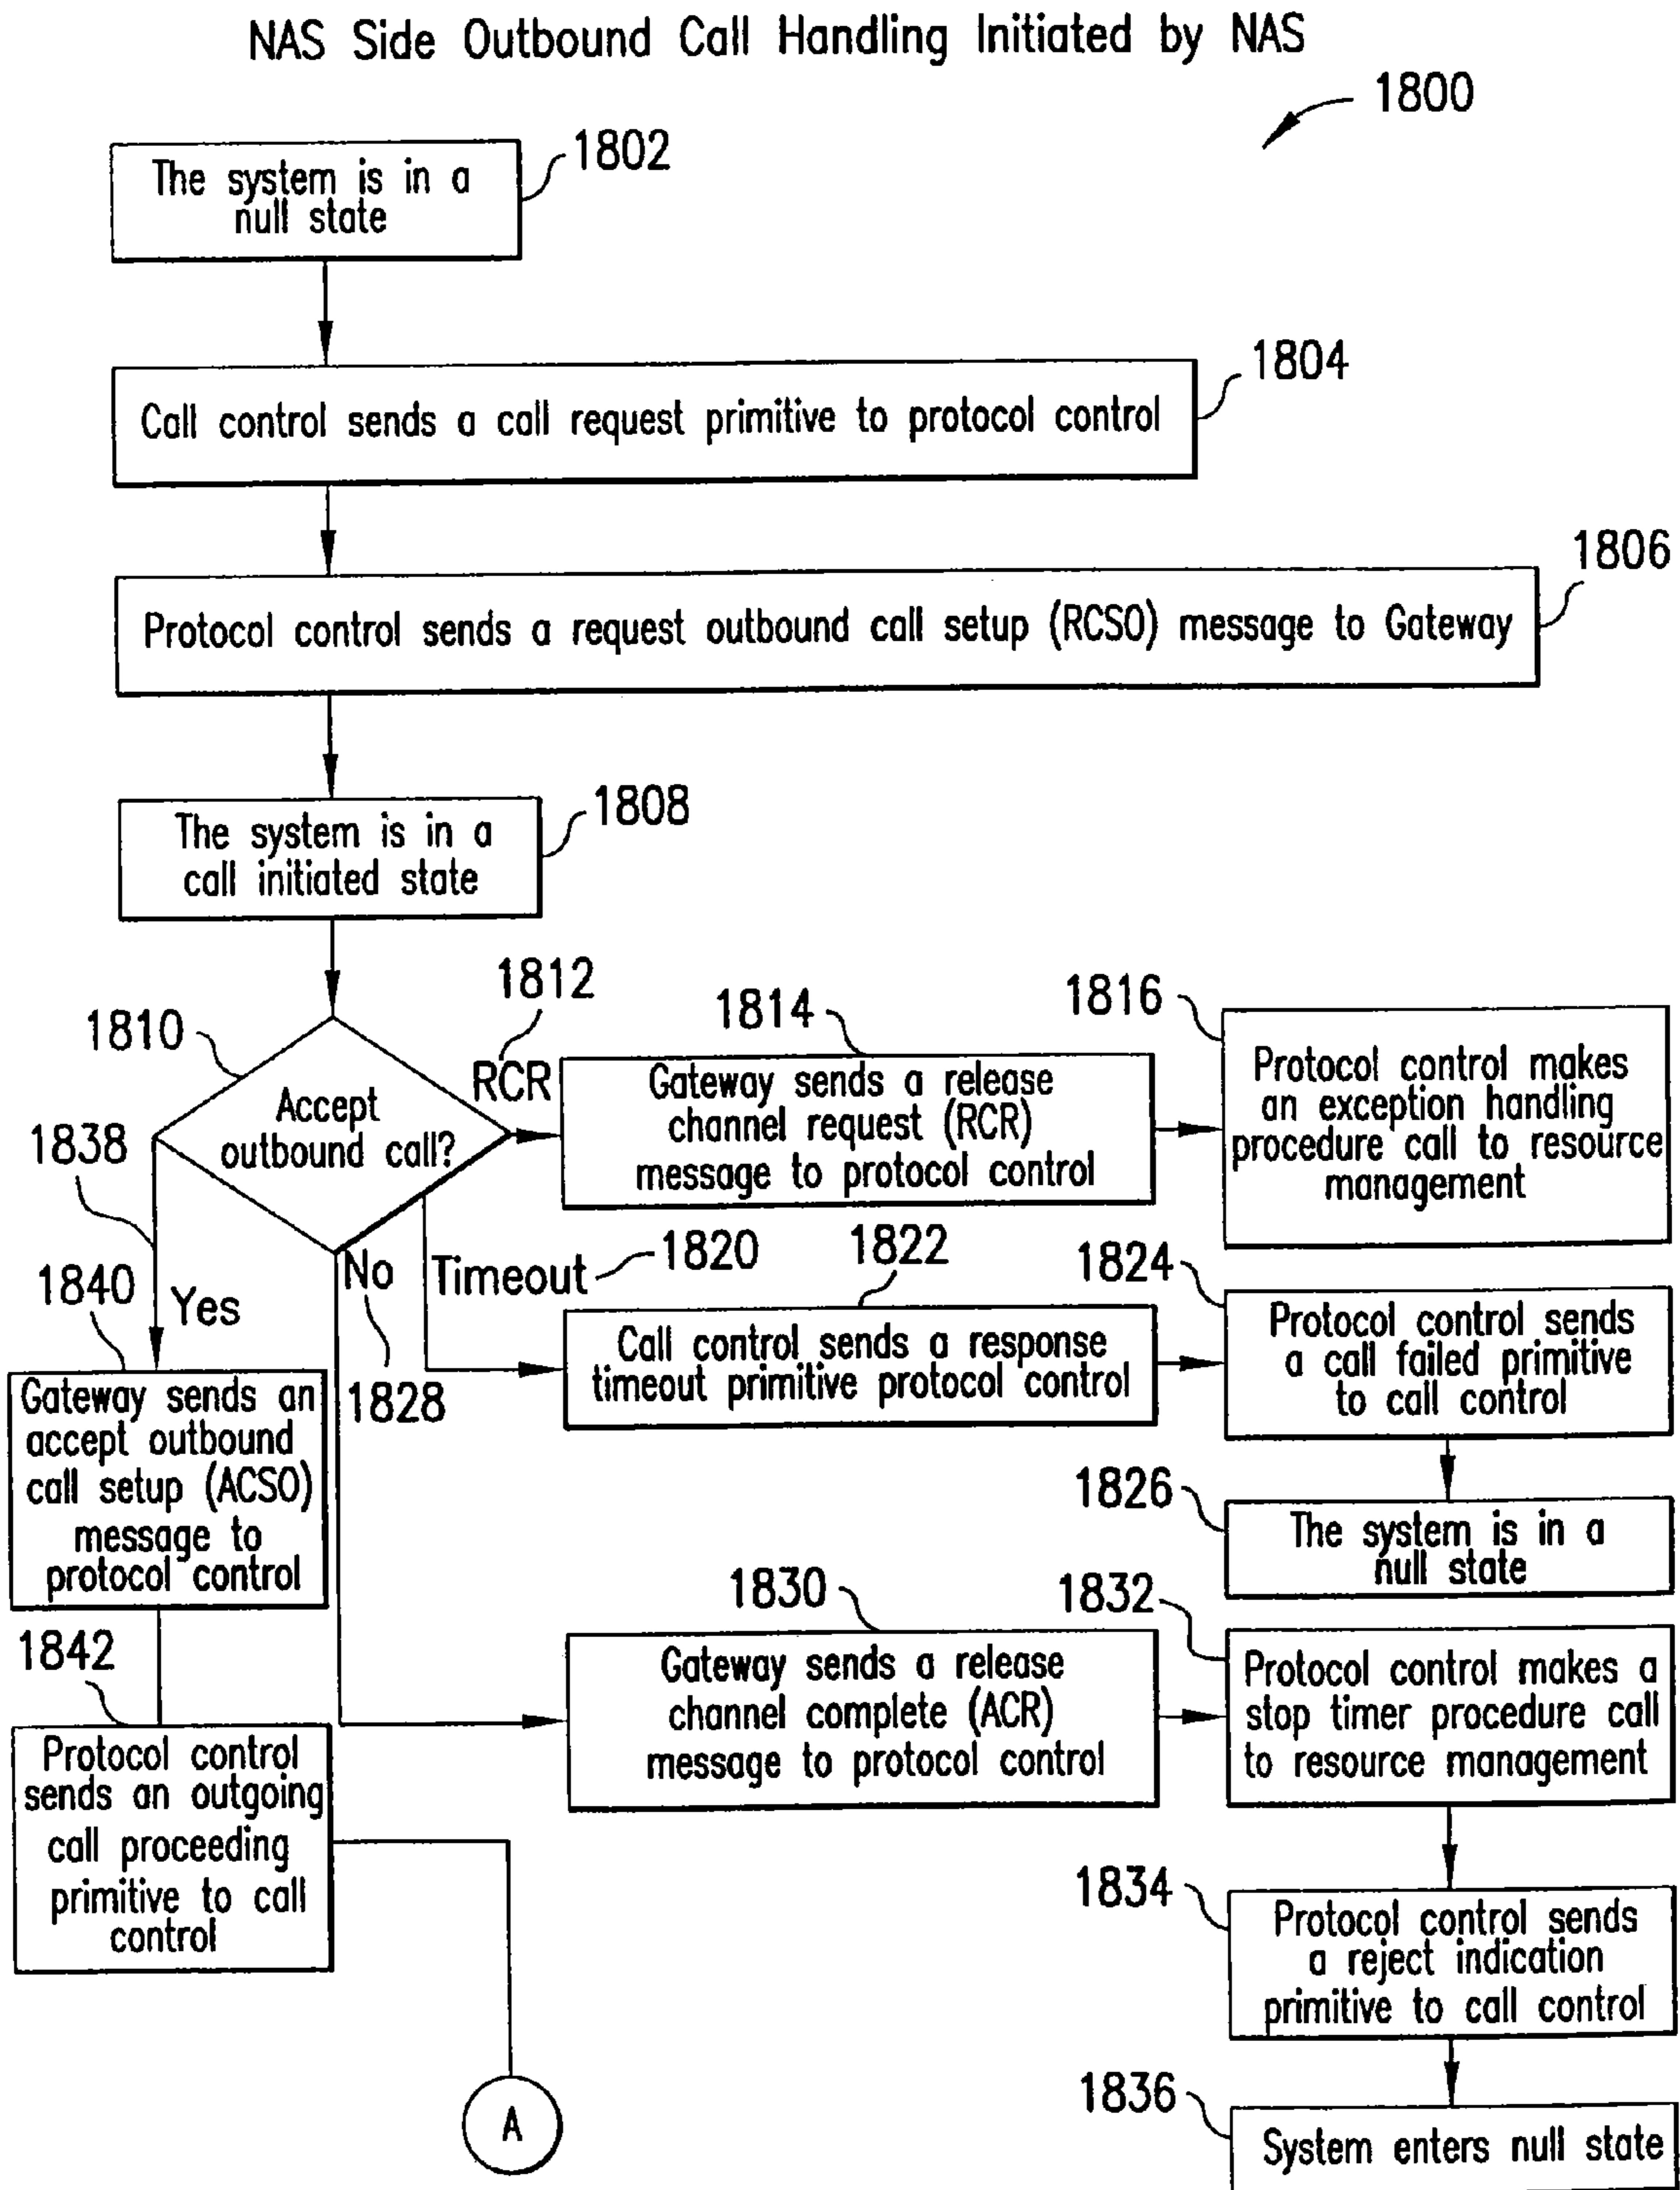 NAS Side Outbound Call Handling Initiated by NAS
1800
1802
The system is in a
null state
1804
Call control sends a call request primitive to protocol control
1806
Protocol control sends a request outbound call setup (RCSO) message to Gateway
1808
The system is in a
call initiated state
1810
Accept
outbound call?
1812
RCR
1814
Gateway sends a release
channel request (RCR)
message to protocol control
1816
Protocol control makes
an exception handling
procedure call to resource
management
Timeout
1820
1822
Call control sends a response
timeout primitive protocol control
1824
Protocol control sends
a call failed primitive
to call control
1826
The system is in a
null state
No
1828
1830
Gateway sends a release
channel complete (ACR)
message to protocol control
1832
Protocol control makes a
stop timer procedure call
to resource management
1834
Protocol control sends
a reject indication
primitive to call control
1836
System enters null state
1838
Yes
1840
Gateway sends an
accept outbound
call setup (ACSO)
message to
protocol control
1842
Protocol control
sends an outgoing
call proceeding
primitive to call
control
A